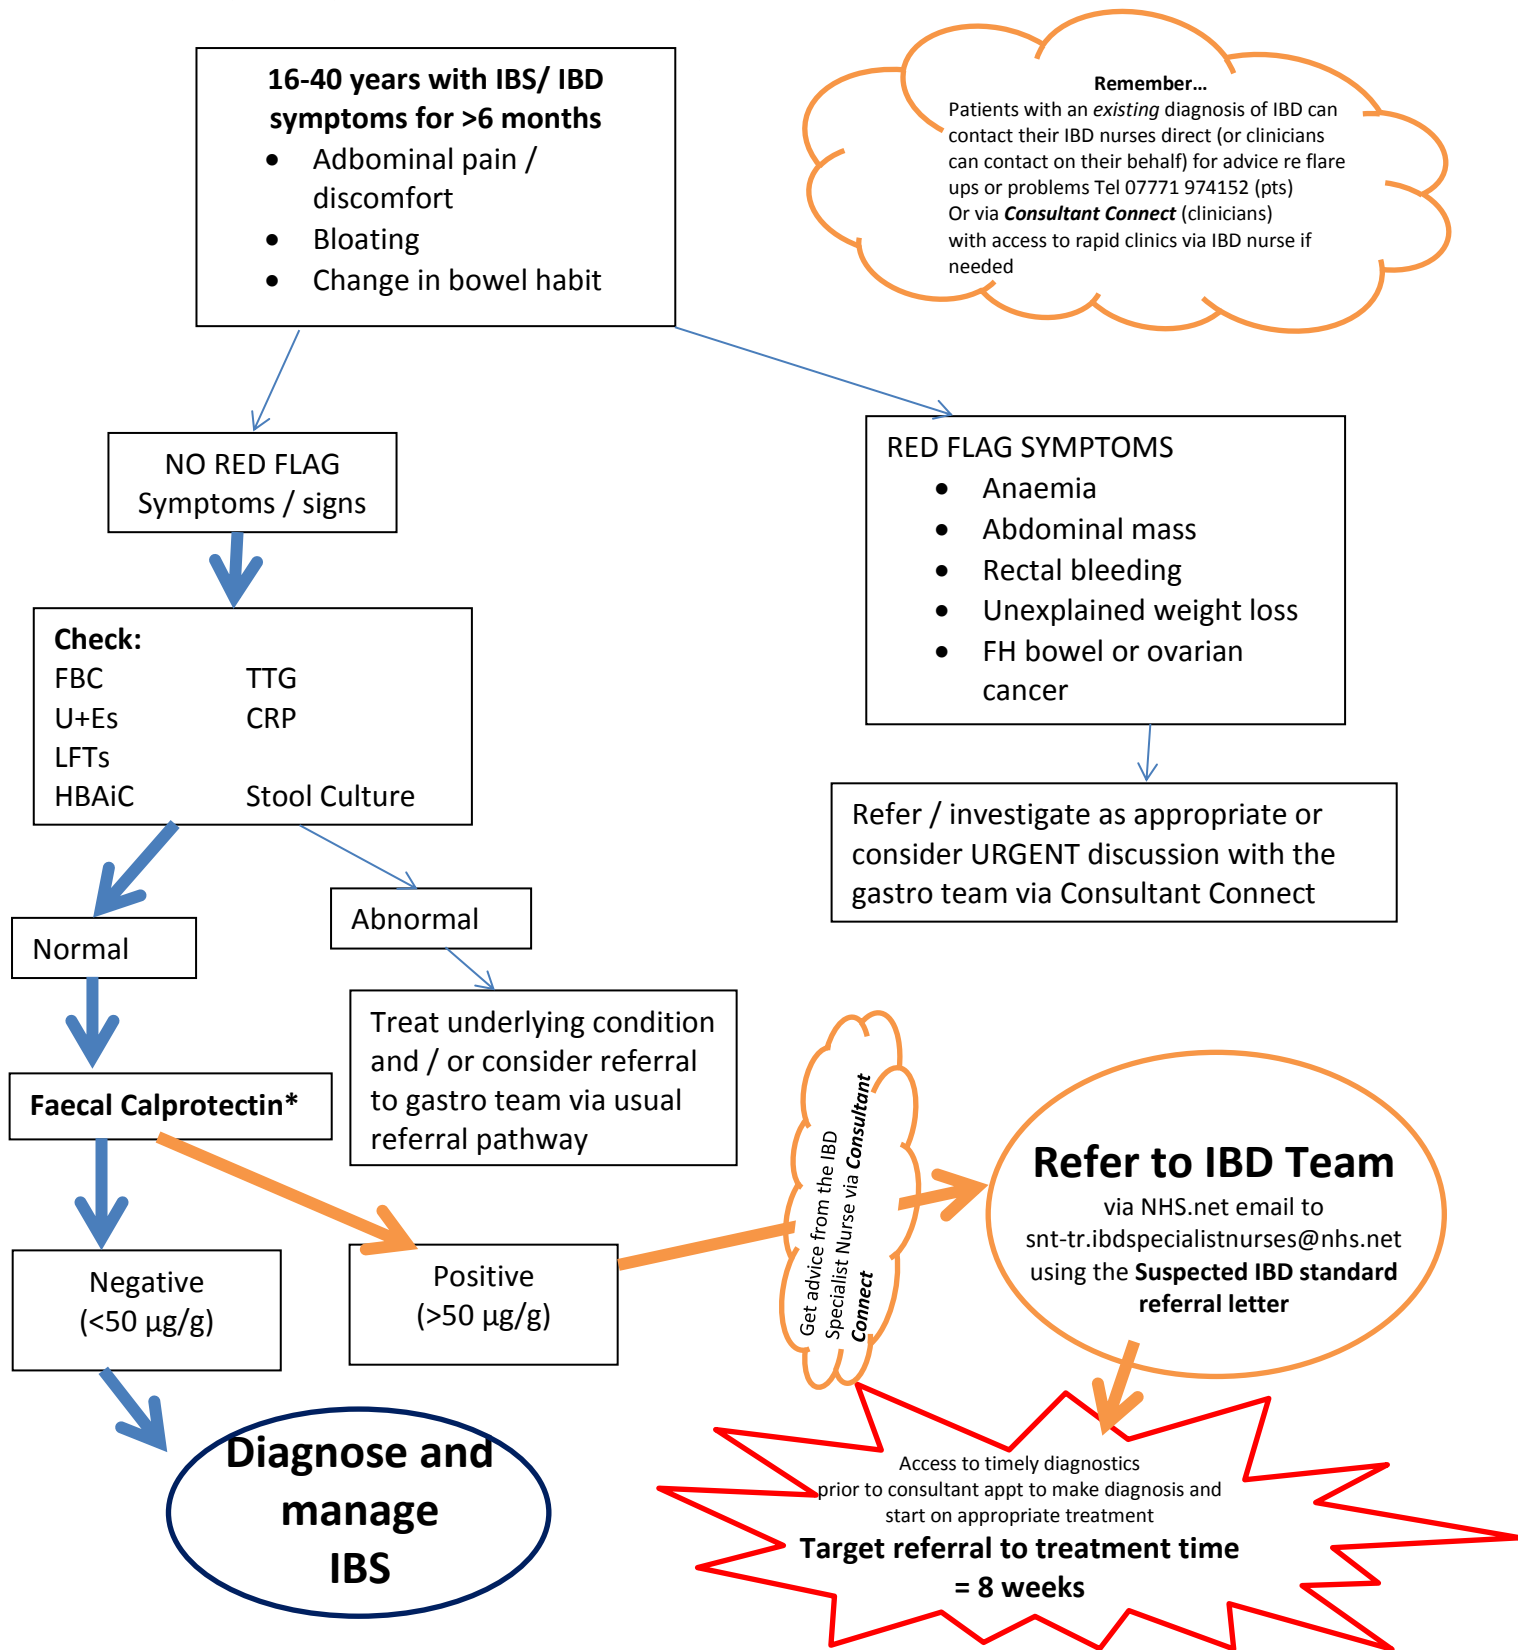 16-40 years with IBS/ IBD
symptoms for >6 months
• Adbominal pain /
discomfort
• Bloating
• Change in bowel habit
Remember...
Patients with an existing diagnosis of IBD can
contact their IBD nurses direct (or clinicians
can contact on their behalf) for advice re flare
ups or problems Tel 07771 974152 (pts)
Or via Consultant Connect (clinicians)
with access to rapid clinics via IBD nurse if
needed
NO RED FLAG
Symptoms / signs
RED FLAG SYMPTOMS
• Anaemia
• Abdominal mass
• Rectal bleeding
• Unexplained weight loss
• FH bowel or ovarian
cancer
Check:
FBC TTG
U+Es CRP
LFTs
HBAiC Stool Culture
Refer / investigate as appropriate or
consider URGENT discussion with the
gastro team via Consultant Connect
Normal
Abnormal
Treat underlying condition
and / or consider referral
to gastro team via usual
referral pathway
Faecal Calprotectin*
Negative
(<50 µg/g)
Positive
(>50 µg/g)
Get advice from the IBD
Specialist Nurse via Consultant
Connect
Refer to IBD Team
via NHS.net email to
snt-tr.ibdspecialistnurses@nhs.net
using the Suspected IBD standard
referral letter
Diagnose and
manage
IBS
Access to timely diagnostics
prior to consultant appt to make diagnosis and
start on appropriate treatment
Target referral to treatment time
= 8 weeks